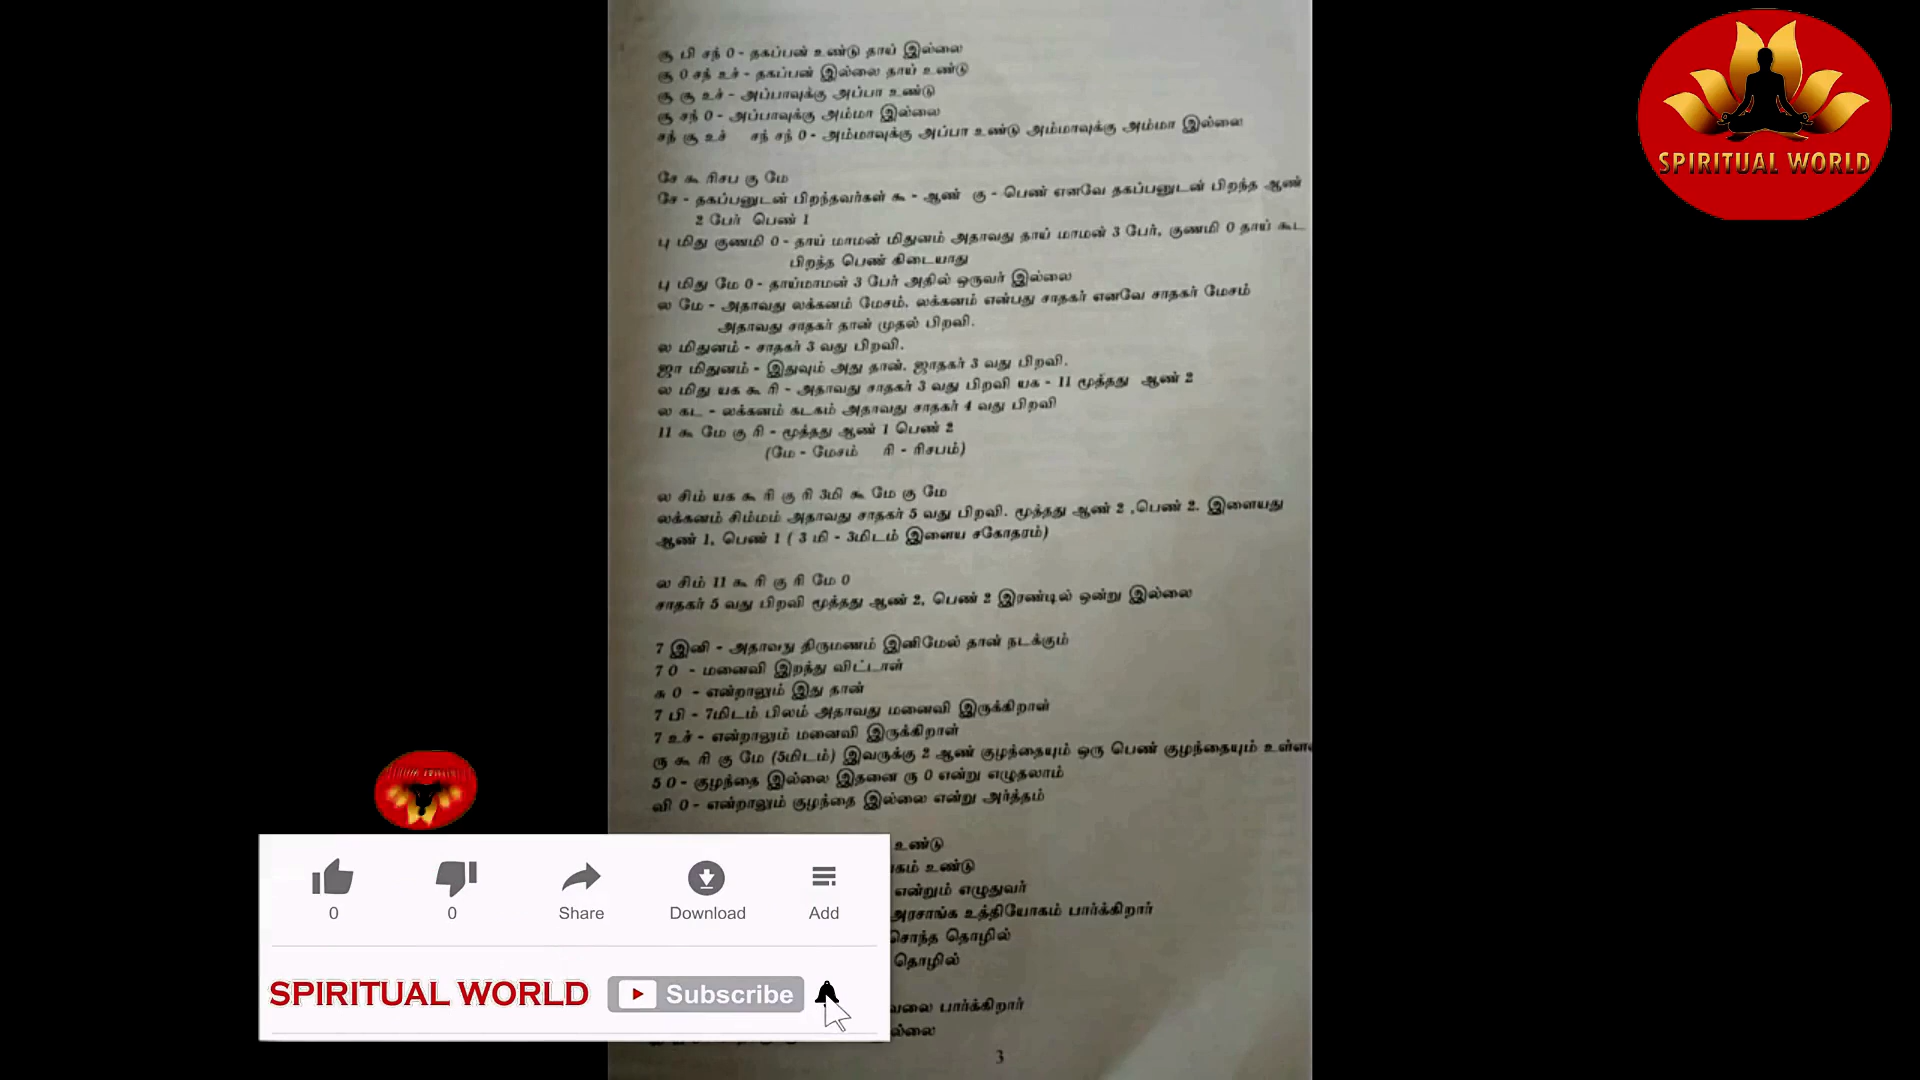 சூ பி சந் 0 - தகப்பன் உண்டு தாய் இல்லை
சூ 0 சந் உச் - தகப்பன் இல்லை தாய் உண்டு
சூ சூ உச் - அப்பாவுக்கு அப்பா உண்டு
சூ சந் 0 - அப்பாவுக்கு அம்மா இல்லை
சந் சூ உச் சந் சந் 0 - அம்மாவுக்கு அப்பா உண்டு அம்மாவுக்கு அம்மா இல்லை
சே கூ ரிசப கு மே
சே - தகப்பனுடன் பிறந்தவர்கள் கூ - ஆண் கு - பெண் எனவே தகப்பனுடன் பிறந்த ஆண்
2 பேர் பெண் 1
பு மிது குணமி 0 - தாய் மாமன் மிதுனம் அதாவது தாய் மாமன் 3 பேர், குணமி 0 தாய் கூட
பிறந்த பெண் கிடையாது
பு மிது மே 0 - தாய்மாமன் 3 பேர் அதில் ஒருவர் இல்லை
ல மே - அதாவது லக்கனம் மேசம். லக்கனம் என்பது சாதகர் எனவே சாதகர் மேசம்
அதாவது சாதகர் தான் முதல் பிறவி.
ல மிதுனம் - சாதகர் 3 வது பிறவி.
ஜா மிதுனம் - இதுவும் அது தான். ஜாதகர் 3 வது பிறவி.
ல மிது யக கூ ரி - அதாவது சாதகர் 3 வது பிறவி யக - 11 மூத்தது ஆண் 2
ல கட - லக்கனம் கடகம் அதாவது சாதகர் 4 வது பிறவி
11 கூ மே கு ரி - மூத்தது ஆண் 1 பெண் 2
(மே - மேசம் ரி - ரிசபம்)
ல சிம் யக கூ ரி கு ரி 3மி கூ மே கு மே
லக்கனம் சிம்மம் அதாவது சாதகர் 5 வது பிறவி. மூத்தது ஆண் 2 ,பெண் 2. இளையது
ஆண் 1, பெண் 1 ( 3 மி - 3மிடம் இளைய சகோதரம்)
ல சிம் 11 கூ ரி கு ரி மே 0
சாதகர் 5 வது பிறவி மூத்தது ஆண் 2, பெண் 2 இரண்டில் ஒன்று இல்லை
7 இனி - அதாவது திருமணம் இனிமேல் தான் நடக்கும்
7 0 - மனைவி இறந்து விட்டாள்
சு 0 - என்றாலும் இது தான்
7 பி - 7மிடம் பிலம் அதாவது மனைவி இருக்கிறாள்
7 உச் - என்றாலும் மனைவி இருக்கிறாள்
ரு கூ ரி கு மே (5மிடம்) இவருக்கு 2 ஆண் குழந்தையும் ஒரு பெண் குழந்தையும்
5 0 - குழந்தை இல்லை இதனை ரு 0 என்று எழுதலாம்
வி 0 - என்றாலும் குழந்தை இல்லை என்று அர்த்தம்
உண்டு
உண்டு
என்றும் எழுதுவர்
அரசாங்க உத்தியோகம் பார்க்கிறார்
சொந்த தொழில்
தொழில்
பார்க்கிறார்
3
SPIRITUAL WORLD
0
0
Share
Download
Add
SPIRITUAL WORLD
Subscribe